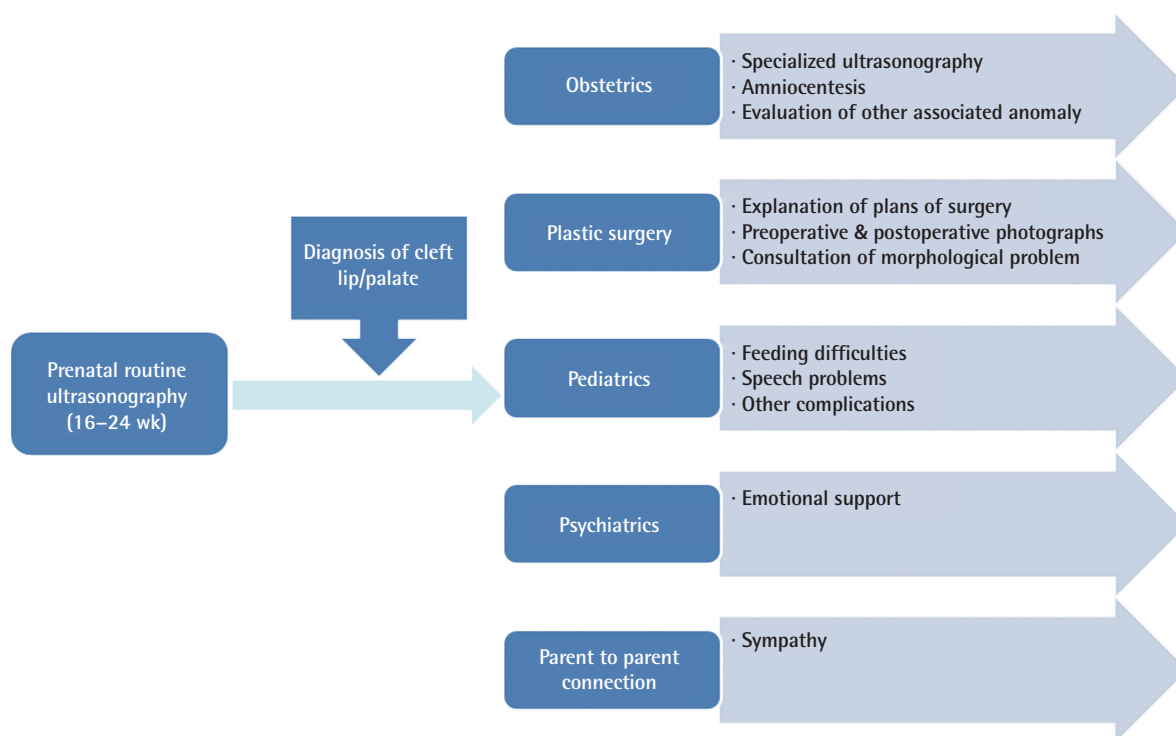 Prenatal routine
ultrasonography
(16–24 wk)
Diagnosis of cleft
lip/palate
Obstetrics
· Specialized ultrasonography
· Amniocentesis
· Evaluation of other associated anomaly
Plastic surgery
· Explanation of plans of surgery
· Preoperative & postoperative photographs
· Consultation of morphological problem
Pediatrics
· Feeding difficulties
· Speech problems
· Other complications
Psychiatrics
· Emotional support
Parent to parent
connection
· Sympathy